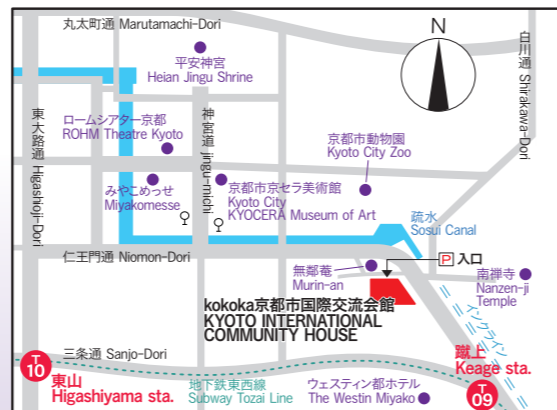 丸太町通 Marutamachi-Dori
N
白川通 Shirakawa-Dori
平安神宮
Heian Jingu Shrine
東大路通 Higashioji-Dori
ロームシアター京都
ROHM Theatre Kyoto
神宮道 jingu-michi
京都市動物園
Kyoto City Zoo
みやこめっせ
Miyakomesse
京都市京セラ美術館
Kyoto City
KYOCERA Museum of Art
疏水
Sosui Canal
仁王門通 Niomon-Dori
P 入口
無鄰菴
Murin-an
南禅寺
Nanzen-ji
Temple
kokoka京都市国際交流会館
KYOTO INTERNATIONAL
COMMUNITY HOUSE
インクライン
三条通 Sanjo-Dori
蹴上
Keage sta.
T
10
東山
Higashiyama sta.
地下鉄東西線
Subway Tozai Line
ウェスティン都ホテル
The Westin Miyako
T
09